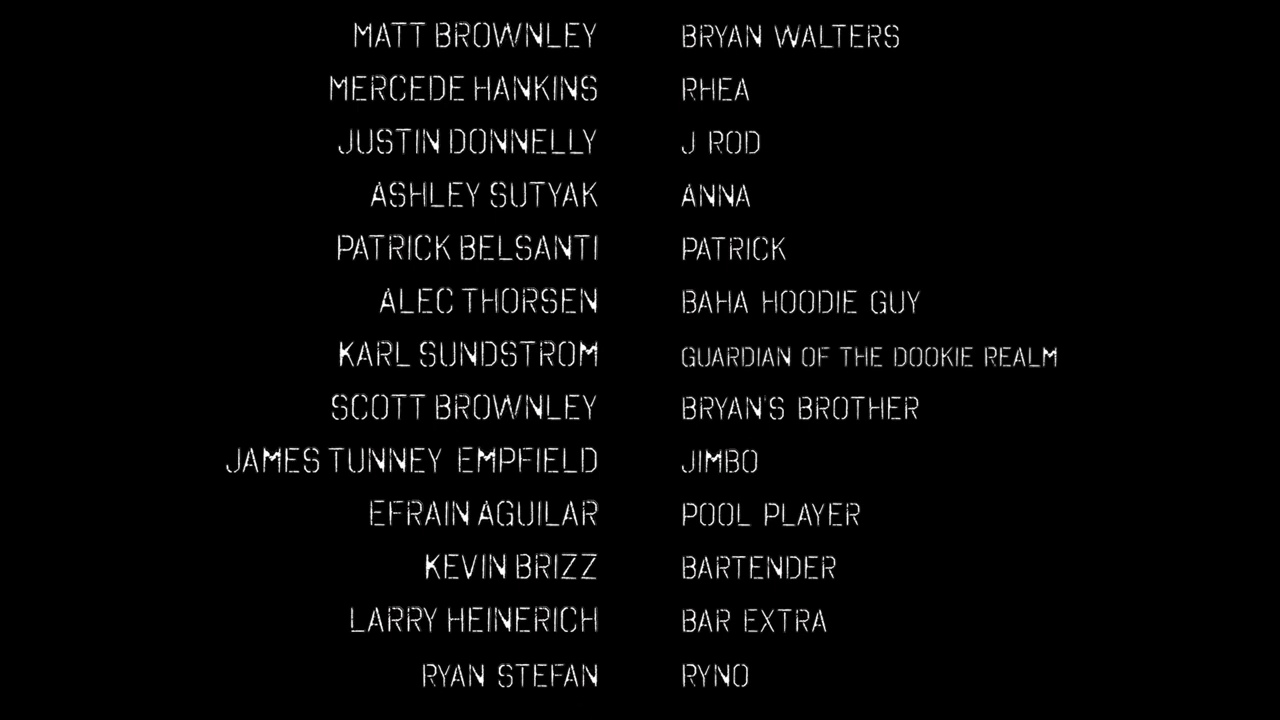 MATT BROWNLEY BRYAN WALTERS
MERCEDE HANKINS RHEA
JUSTIN DONNELLY J ROD
ASHLEY SUTYAK ANNA
PATRICK BELSANTI PATRICK
ALEC THORSEN BAHA HOODIE GUY
KARL SUNDSTROM GUARDIAN OF THE DOOKIE REALM
SCOTT BROWNLEY BRYAN'S BROTHER
JAMES TUNNEY EMPFIELD JIMBO
EFRAIN AGUILAR POOL PLAYER
KEVIN BRIZZ BARTENDER
LARRY HEINERICH BAR EXTRA
RYAN STEFAN RYNO